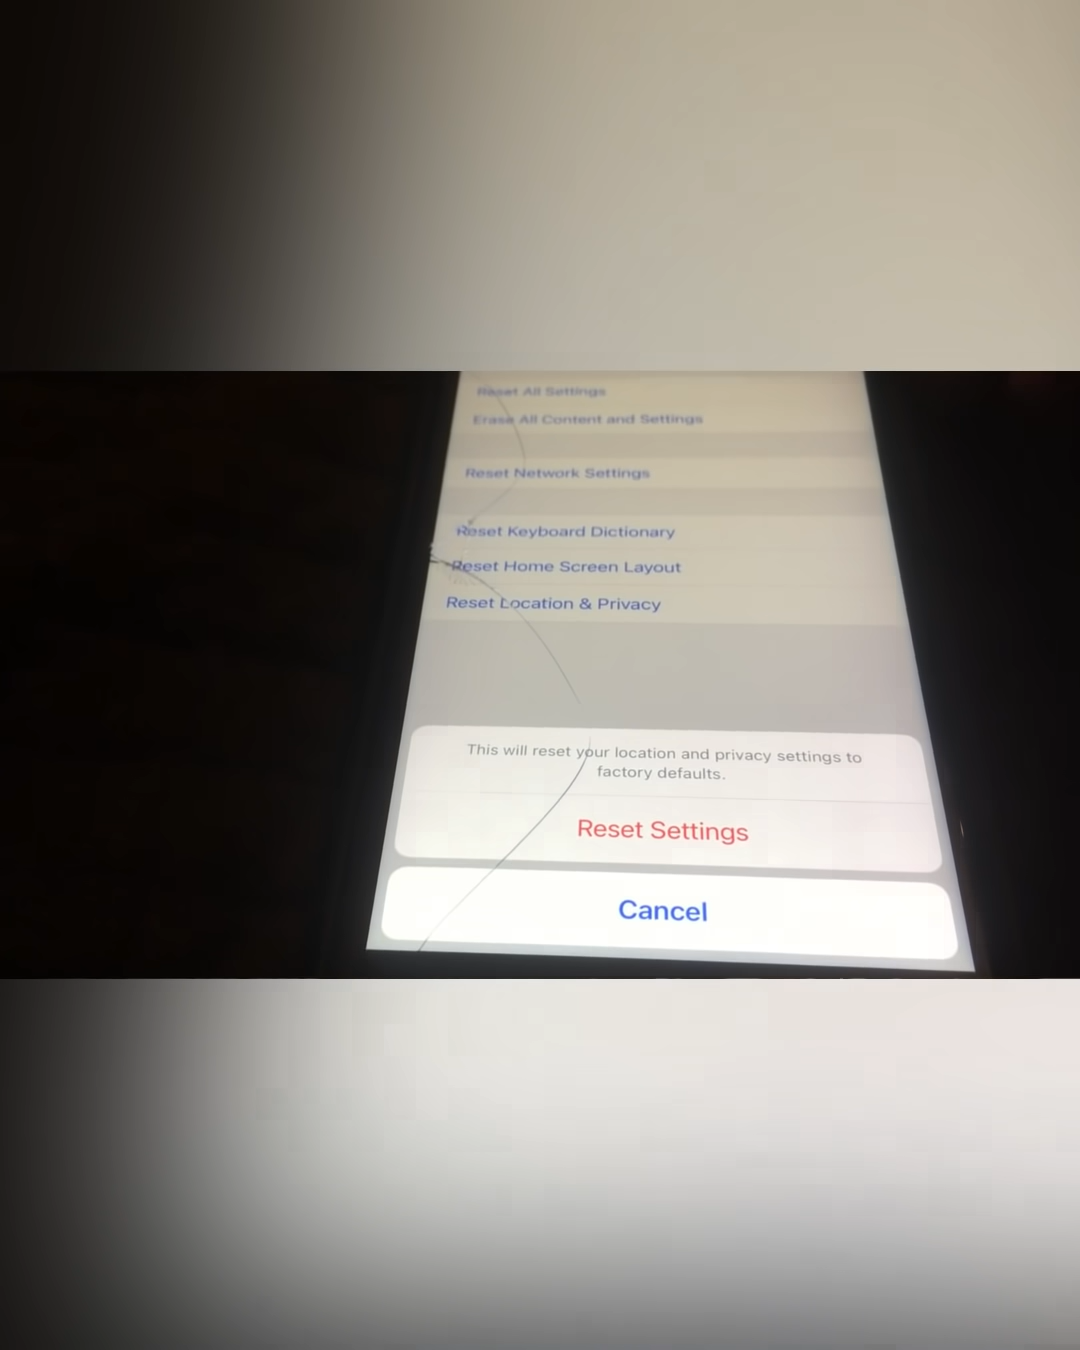 Reset All Settings
Erase All Content and Settings
Reset Network Settings
Reset Keyboard Dictionary
Reset Home Screen Layout
Reset Location & Privacy
This will reset your location and privacy settings to
factory defaults.
Reset Settings
Cancel